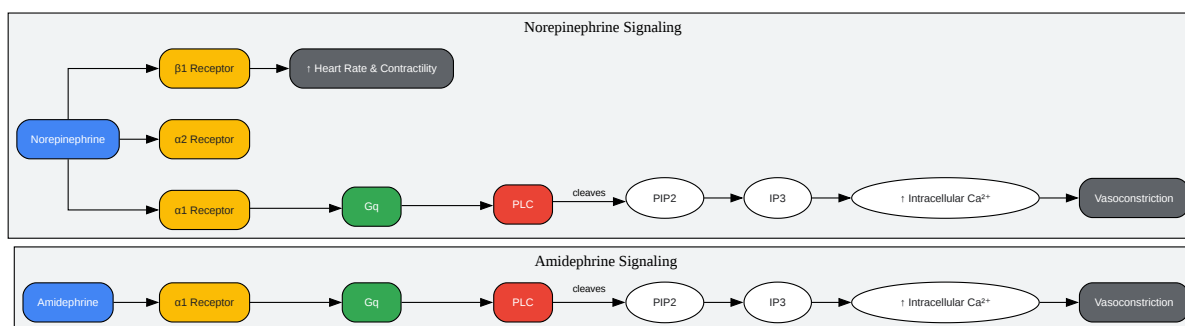 Norepinephrine Signaling
β1 Receptor
↑ Heart Rate & Contractility
Norepinephrine
α2 Receptor
α1 Receptor
Gq
PLC
cleaves
PIP2
IP3
↑ Intracellular Ca²⁺
Vasoconstriction
Amidephrine Signaling
Amidephrine
α1 Receptor
Gq
PLC
cleaves
PIP2
IP3
↑ Intracellular Ca²⁺
Vasoconstriction